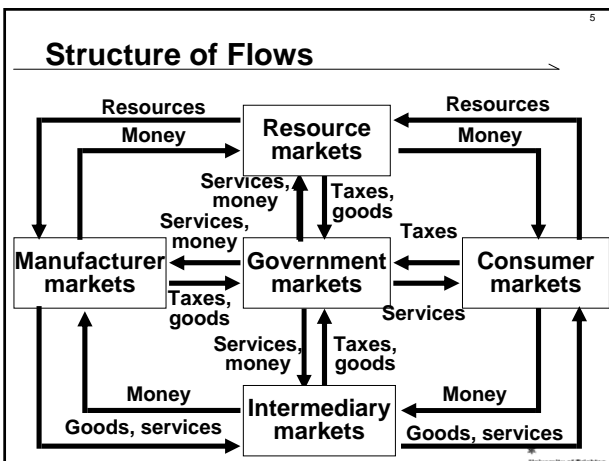 5
Structure of Flows
Resources
Resources
Money
Money
Resource
markets
Services,
money
Taxes,
goods
Services,
money
Taxes
Manufacturer
markets
Government
markets
Consumer
markets
Taxes,
goods
Services
Services,
money
Taxes,
goods
Money
Money
Intermediary
markets
Goods, services
Goods, services